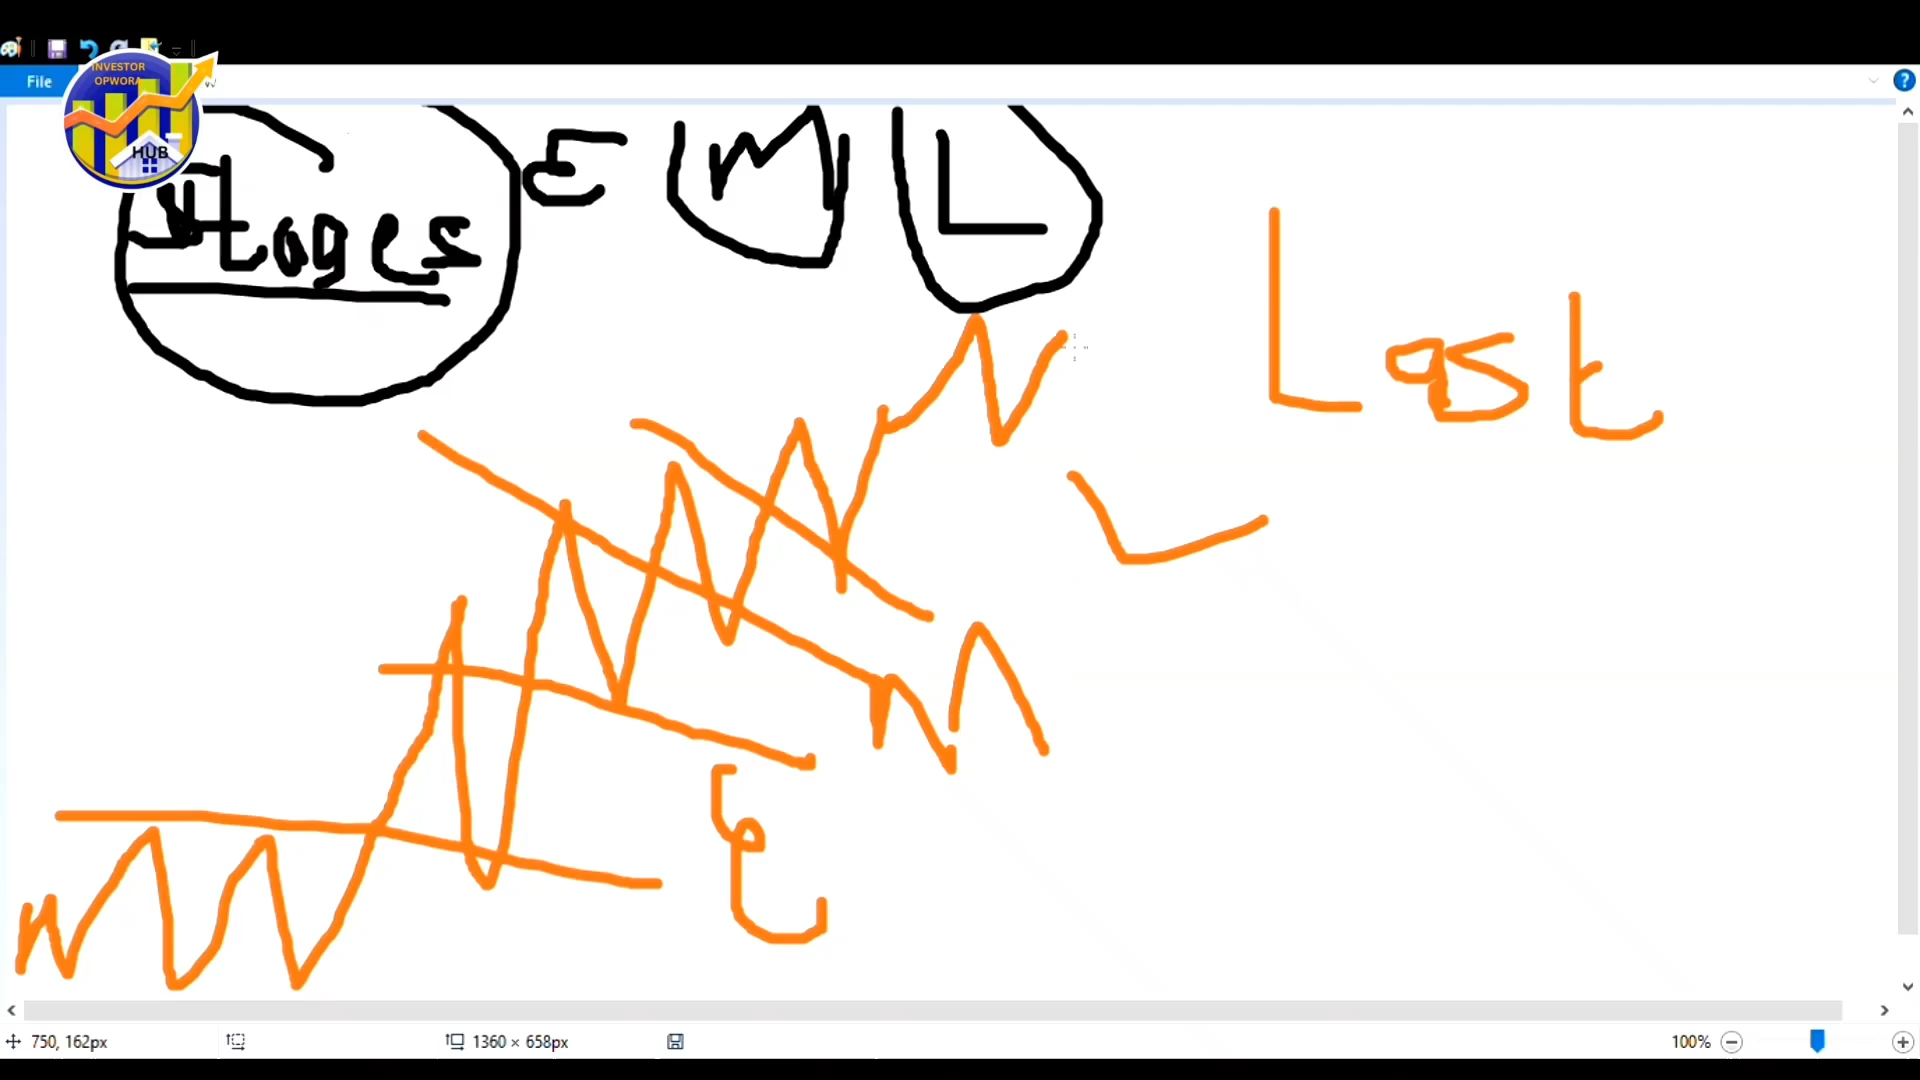 File
INVESTOR
OPWORA
HUB
Stages E M L
Last
E
750, 162px
1360 × 658px
100%